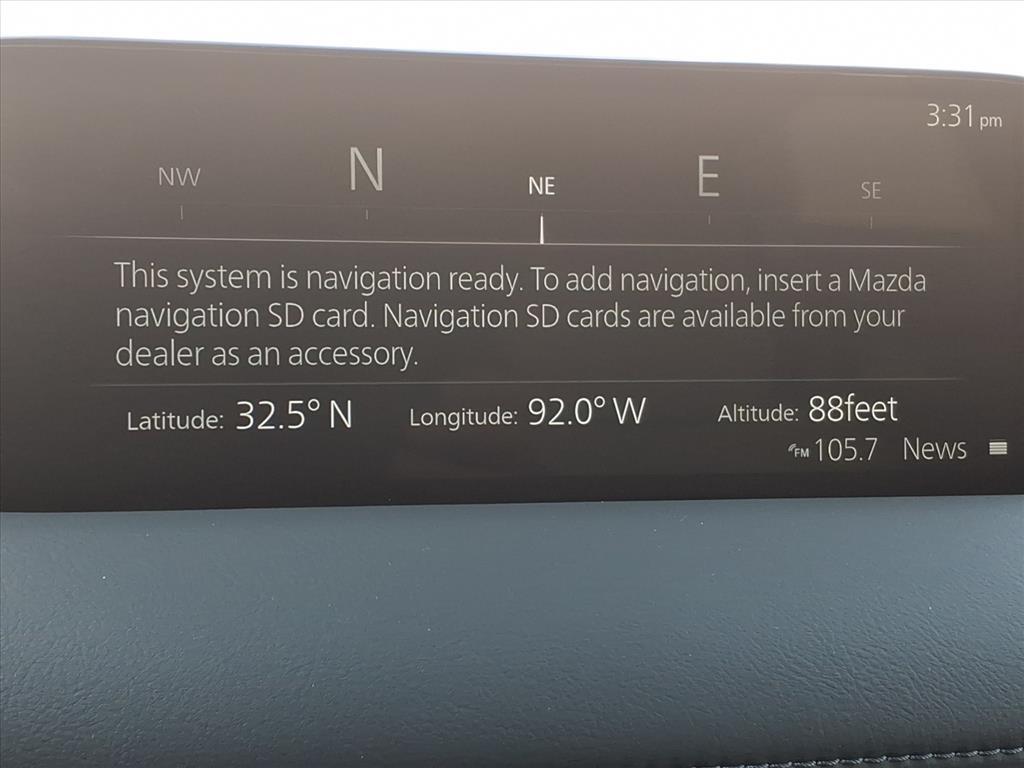 3:31 pm
NW N NE E SE
This system is navigation ready. To add navigation, insert a Mazda
navigation SD card. Navigation SD cards are available from your
dealer as an accessory.
Latitude: 32.5° N Longitude: 92.0° W Altitude: 88feet
FM 105.7 News